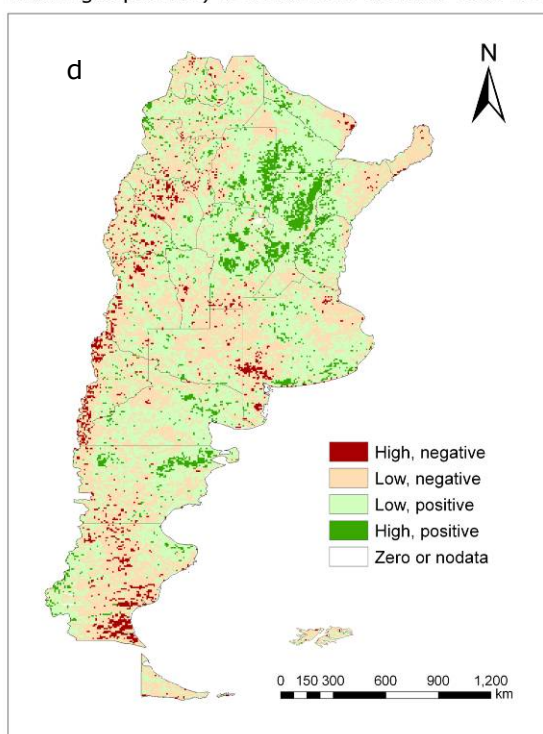 d
N
High, negative
Low, negative
Low, positive
High, positive
Zero or nodata
0 150 300 600 900 1,200
km